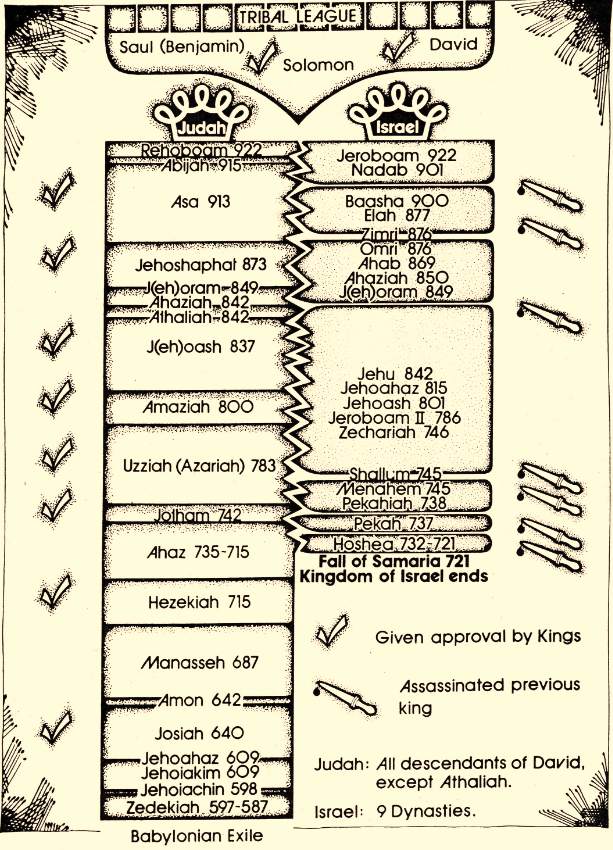 TRIBAL LEAGUE
Saul (Benjamin)
Solomon
David
Judah
Rehoboam 922
Abijah 915
Asa 913
Jehoshaphat 873
J(eh)oram 849
Ahaziah 842
Athaliah 842
J(eh)oash 837
Amaziah 800
Uzziah (Azariah) 783
Jotham 742
Ahaz 735-715
Hezekiah 715
Manasseh 687
Amon 642
Josiah 640
Jehoahaz 609
Jehoiakim 609
Jehoiachin 598
Zedekiah 597-587
Babylonian Exile
Israel
Jeroboam 922
Nadab 901
Baasha 900
Elah 877
Zimri 876
Omri 876
Ahab 869
Ahaziah 850
J(eh)oram 849
Jehu 842
Jehoahaz 815
Jehoash 801
Jeroboam II 786
Zechariah 746
Shallum 745
Menahem 745
Pekahiah 738
Pekah 737
Hoshea 732-721
Fall of Samaria 721
Kingdom of Israel ends
Given approval by Kings
Assassinated previous
king
Judah: All descendants of David,
except Athaliah.
Israel: 9 Dynasties.